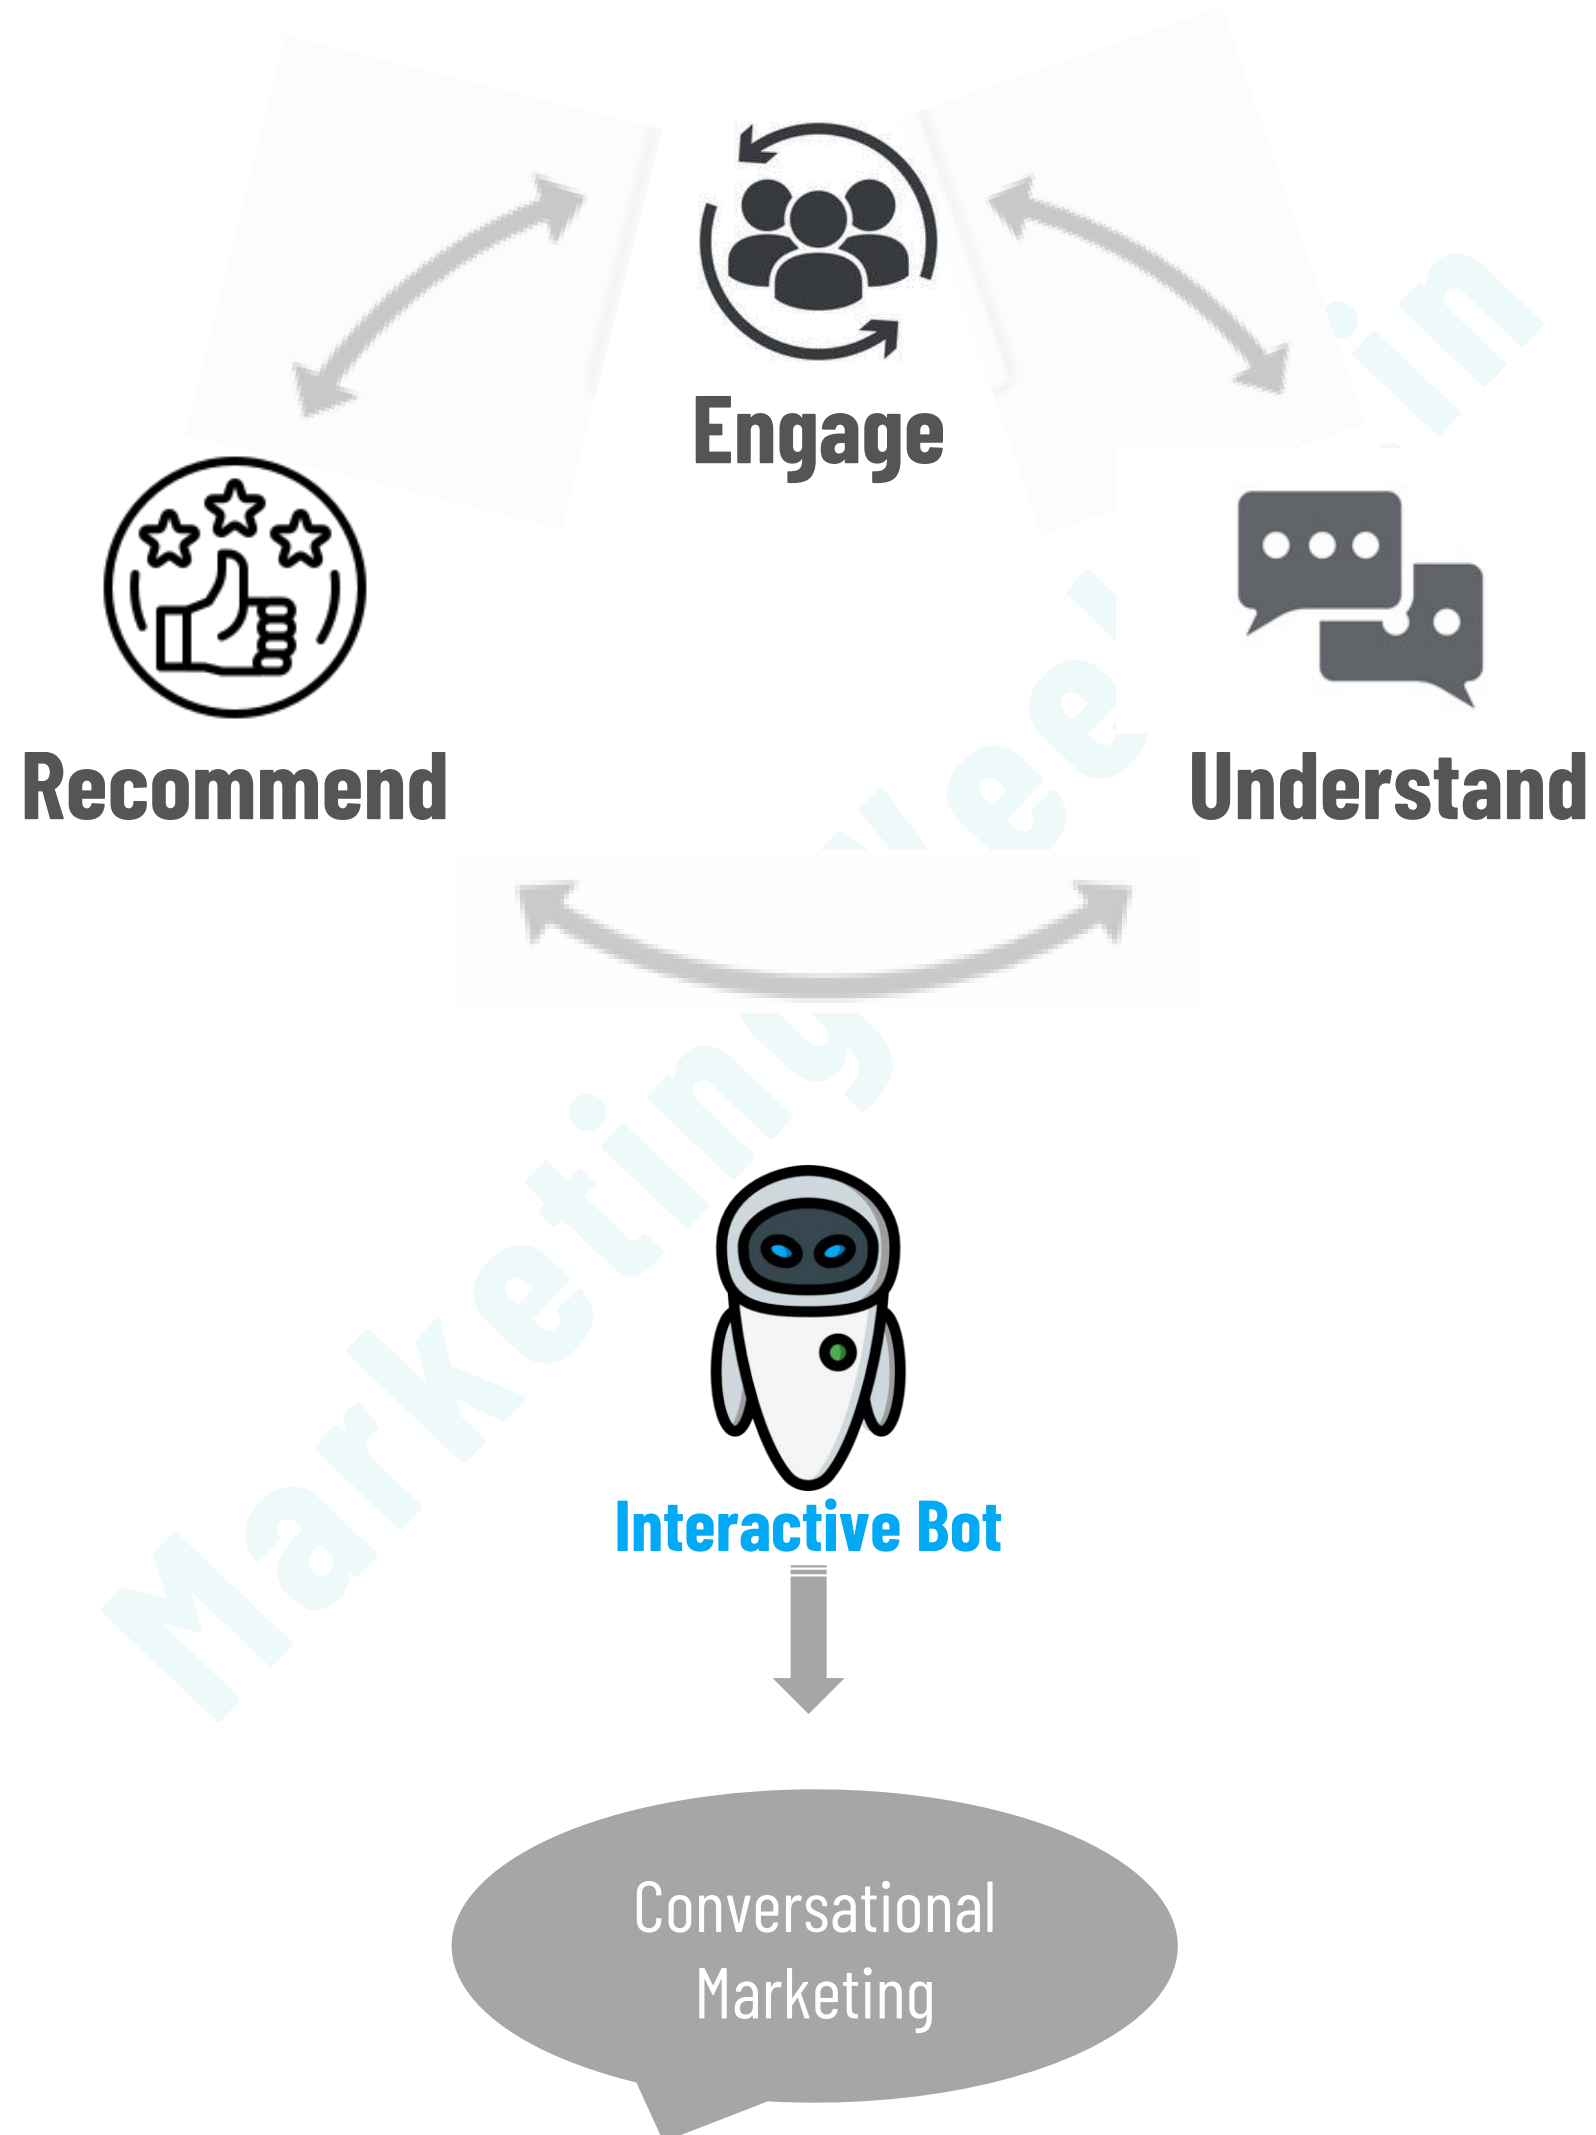 Engage
Recommend
Understand
Interactive Bot
Conversational
Marketing